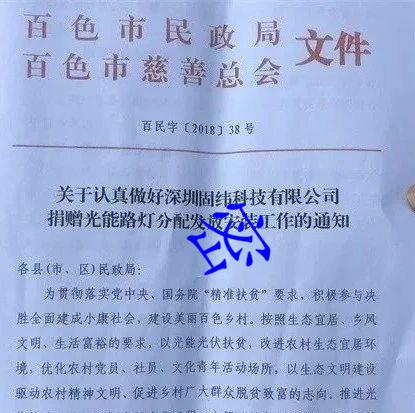 百色市民政局
百色市慈善总会
文件
百民字〔2018〕38号
关于认真做好深圳固纬科技有限公司
捐赠光能路灯分配发放安装工作的通知
各县(市、区)民政局:
为贯彻落实党中央、国务院“精准扶贫”要求，积极参与决
胜全面建成小康社会，建设美丽百色乡村。按照生态宜居、乡风
文明、生活富裕的要求，以光能光伏扶贫，改进农村生态宜居环
境，优化农村党员、社员、文化青年活动场所，以生态文明建设
驱动农村精神文明、促进乡村广大群众脱贫致富的志向。推进光